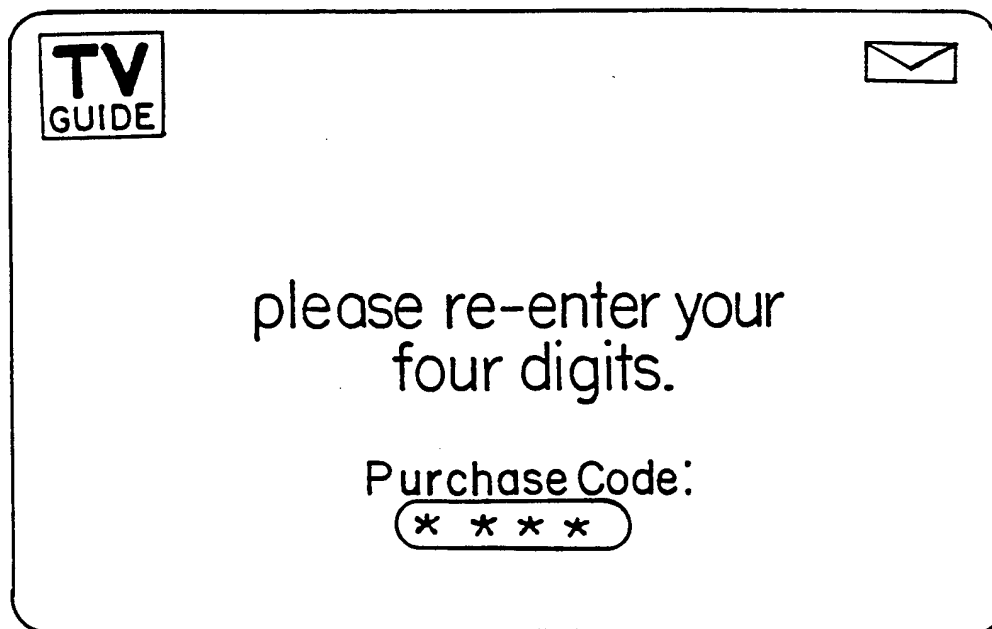 TV
GUIDE
please re-enter your
four digits.
Purchase Code:
* * * *